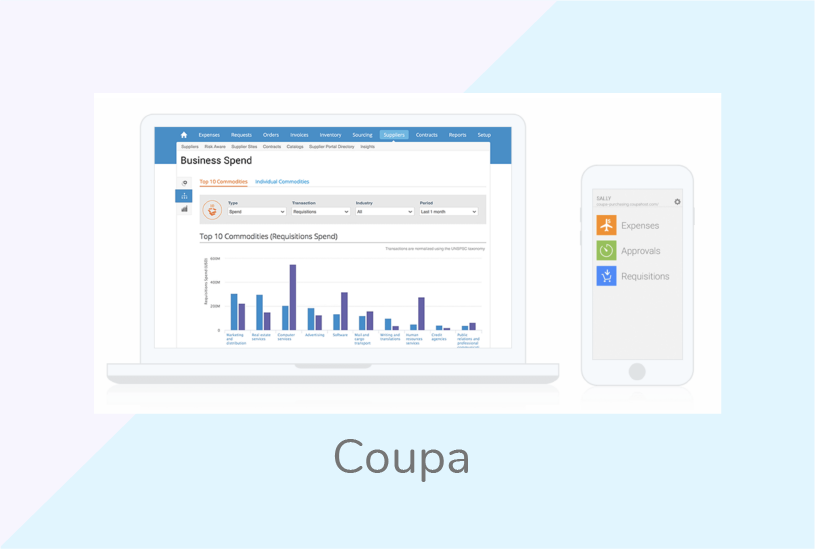 Expenses Requests Orders Invoices Inventory Sourcing Suppliers Contracts Reports Setup
Suppliers Risk Aware Supplier Sites Contracts Catalogs Supplier Portal Directory Insights
Business Spend
Top 10 Commodities Individual Commodities
Type Transaction Industry Period
Spend Requisitions All Last 1 month
Top 10 Commodities (Requisitions Spend)
Transactions are normalized using the UNSPSC taxonomy
Requisitions Spend (USD)
600M
400M
200M
0
Marketing and distribution
Real estate services
Computer services
Advertising
Software
Mail and cargo transport
Writing and translations
Human resources services
Credit agencies
Public relations and professional
SALLY
Expenses
Approvals
Requisitions
Coupa